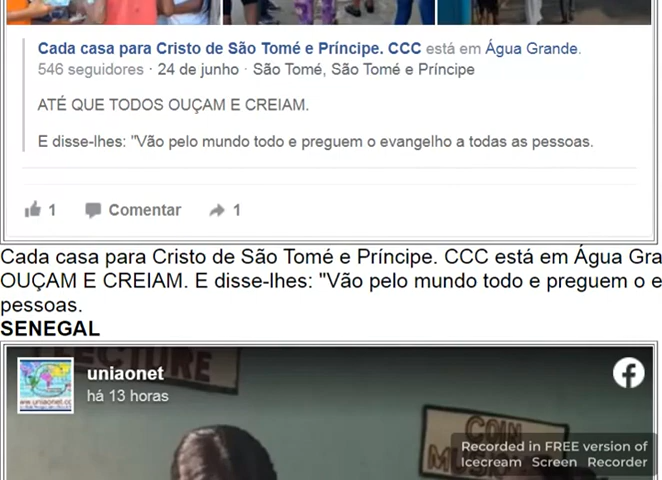 Cada casa para Cristo de São Tomé e Príncipe. CCC está em Água Grande.
546 seguidores · 24 de junho · São Tomé, São Tomé e Príncipe
ATÉ QUE TODOS OUÇAM E CREIAM.
E disse-lhes: "Vão pelo mundo todo e preguem o evangelho a todas as pessoas.
1 Comentar 1
Cada casa para Cristo de São Tomé e Príncipe. CCC está em Água Gra
OUÇAM E CREIAM. E disse-lhes: "Vão pelo mundo todo e preguem o e
pessoas.
SENEGAL
LECTURE
uniaonet
há 13 horas
COIN
Recorded in FREE version of
Icecream Screen Recorder